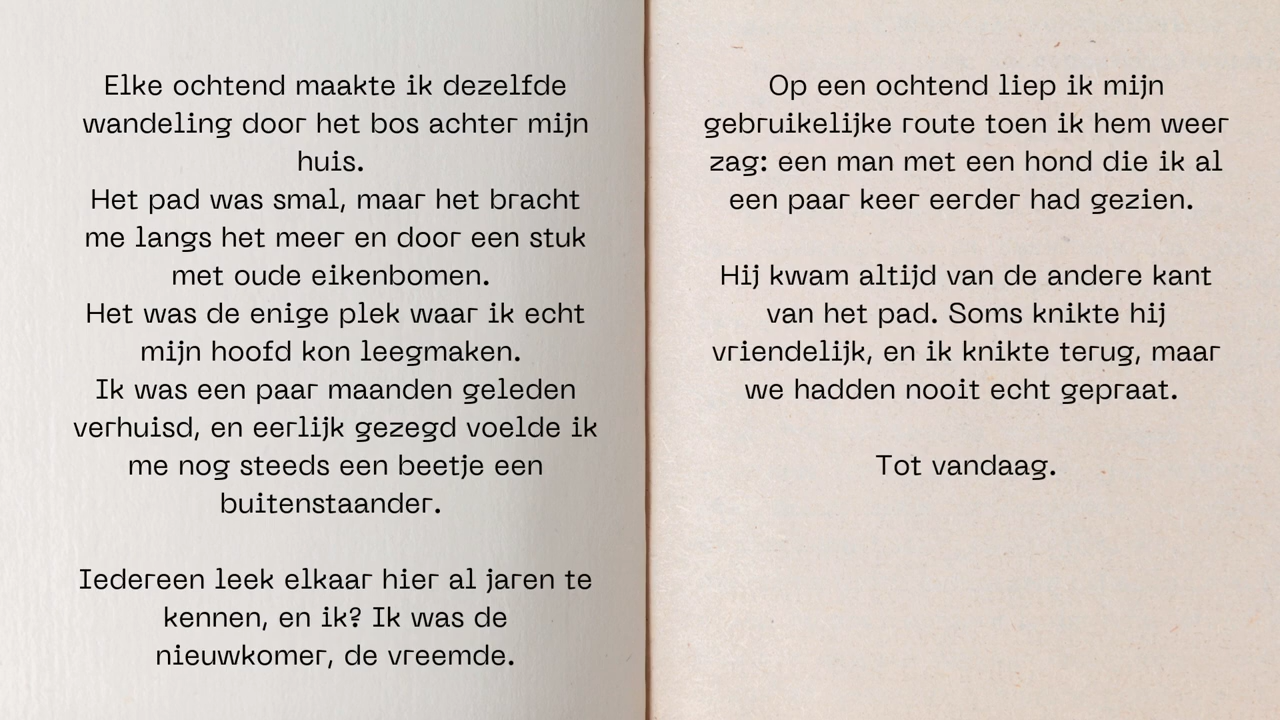 Elke ochtend maakte ik dezelfde
wandeling door het bos achter mijn
huis.
Het pad was smal, maar het bracht
me langs het meer en door een stuk
met oude eikenbomen.
Het was de enige plek waar ik echt
mijn hoofd kon leegmaken.
Ik was een paar maanden geleden
verhuisd, en eerlijk gezegd voelde ik
me nog steeds een beetje een
buitenstaander.
Iedereen leek elkaar hier al jaren te
kennen, en ik? Ik was de
nieuwkomer, de vreemde.
Op een ochtend liep ik mijn
gebruikelijke route toen ik hem weer
zag: een man met een hond die ik al
een paar keer eerder had gezien.
Hij kwam altijd van de andere kant
van het pad. Soms knikte hij
vriendelijk, en ik knikte terug, maar
we hadden nooit echt gepraat.
Tot vandaag.